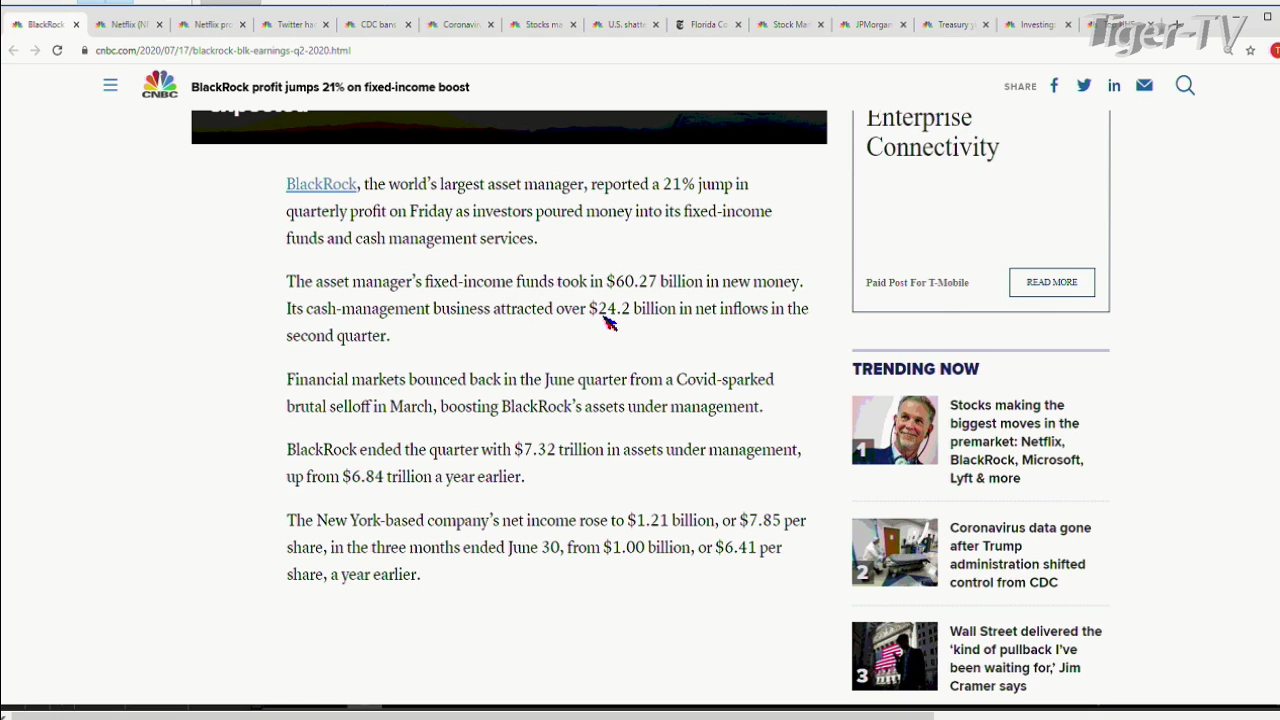 BlackRock
Netflix (N
Netflix pro
Twitter ha
CDC bans
Coronavir
Stocks ma
U.S. shatte
Florida Co
Stock Mar
JPMorgan
Treasury yi
Investing:
Tiger-TV
cnbc.com/2020/07/17/blackrock-blk-earnings-q2-2020.html
CNBC
BlackRock profit jumps 21% on fixed-income boost
SHARE
Enterprise
Connectivity
Paid Post For T-Mobile
READ MORE
BlackRock, the world's largest asset manager, reported a 21% jump in
quarterly profit on Friday as investors poured money into its fixed-income
funds and cash management services.
The asset manager's fixed-income funds took in $60.27 billion in new money.
Its cash-management business attracted over $24.2 billion in net inflows in the
second quarter.
Financial markets bounced back in the June quarter from a Covid-sparked
brutal selloff in March, boosting BlackRock's assets under management.
BlackRock ended the quarter with $7.32 trillion in assets under management,
up from $6.84 trillion a year earlier.
The New York-based company's net income rose to $1.21 billion, or $7.85 per
share, in the three months ended June 30, from $1.00 billion, or $6.41 per
share, a year earlier.
TRENDING NOW
1
Stocks making the
biggest moves in the
premarket: Netflix,
BlackRock, Microsoft,
Lyft & more
2
Coronavirus data gone
after Trump
administration shifted
control from CDC
3
Wall Street delivered the
‘kind of pullback I've
been waiting for,’ Jim
Cramer says